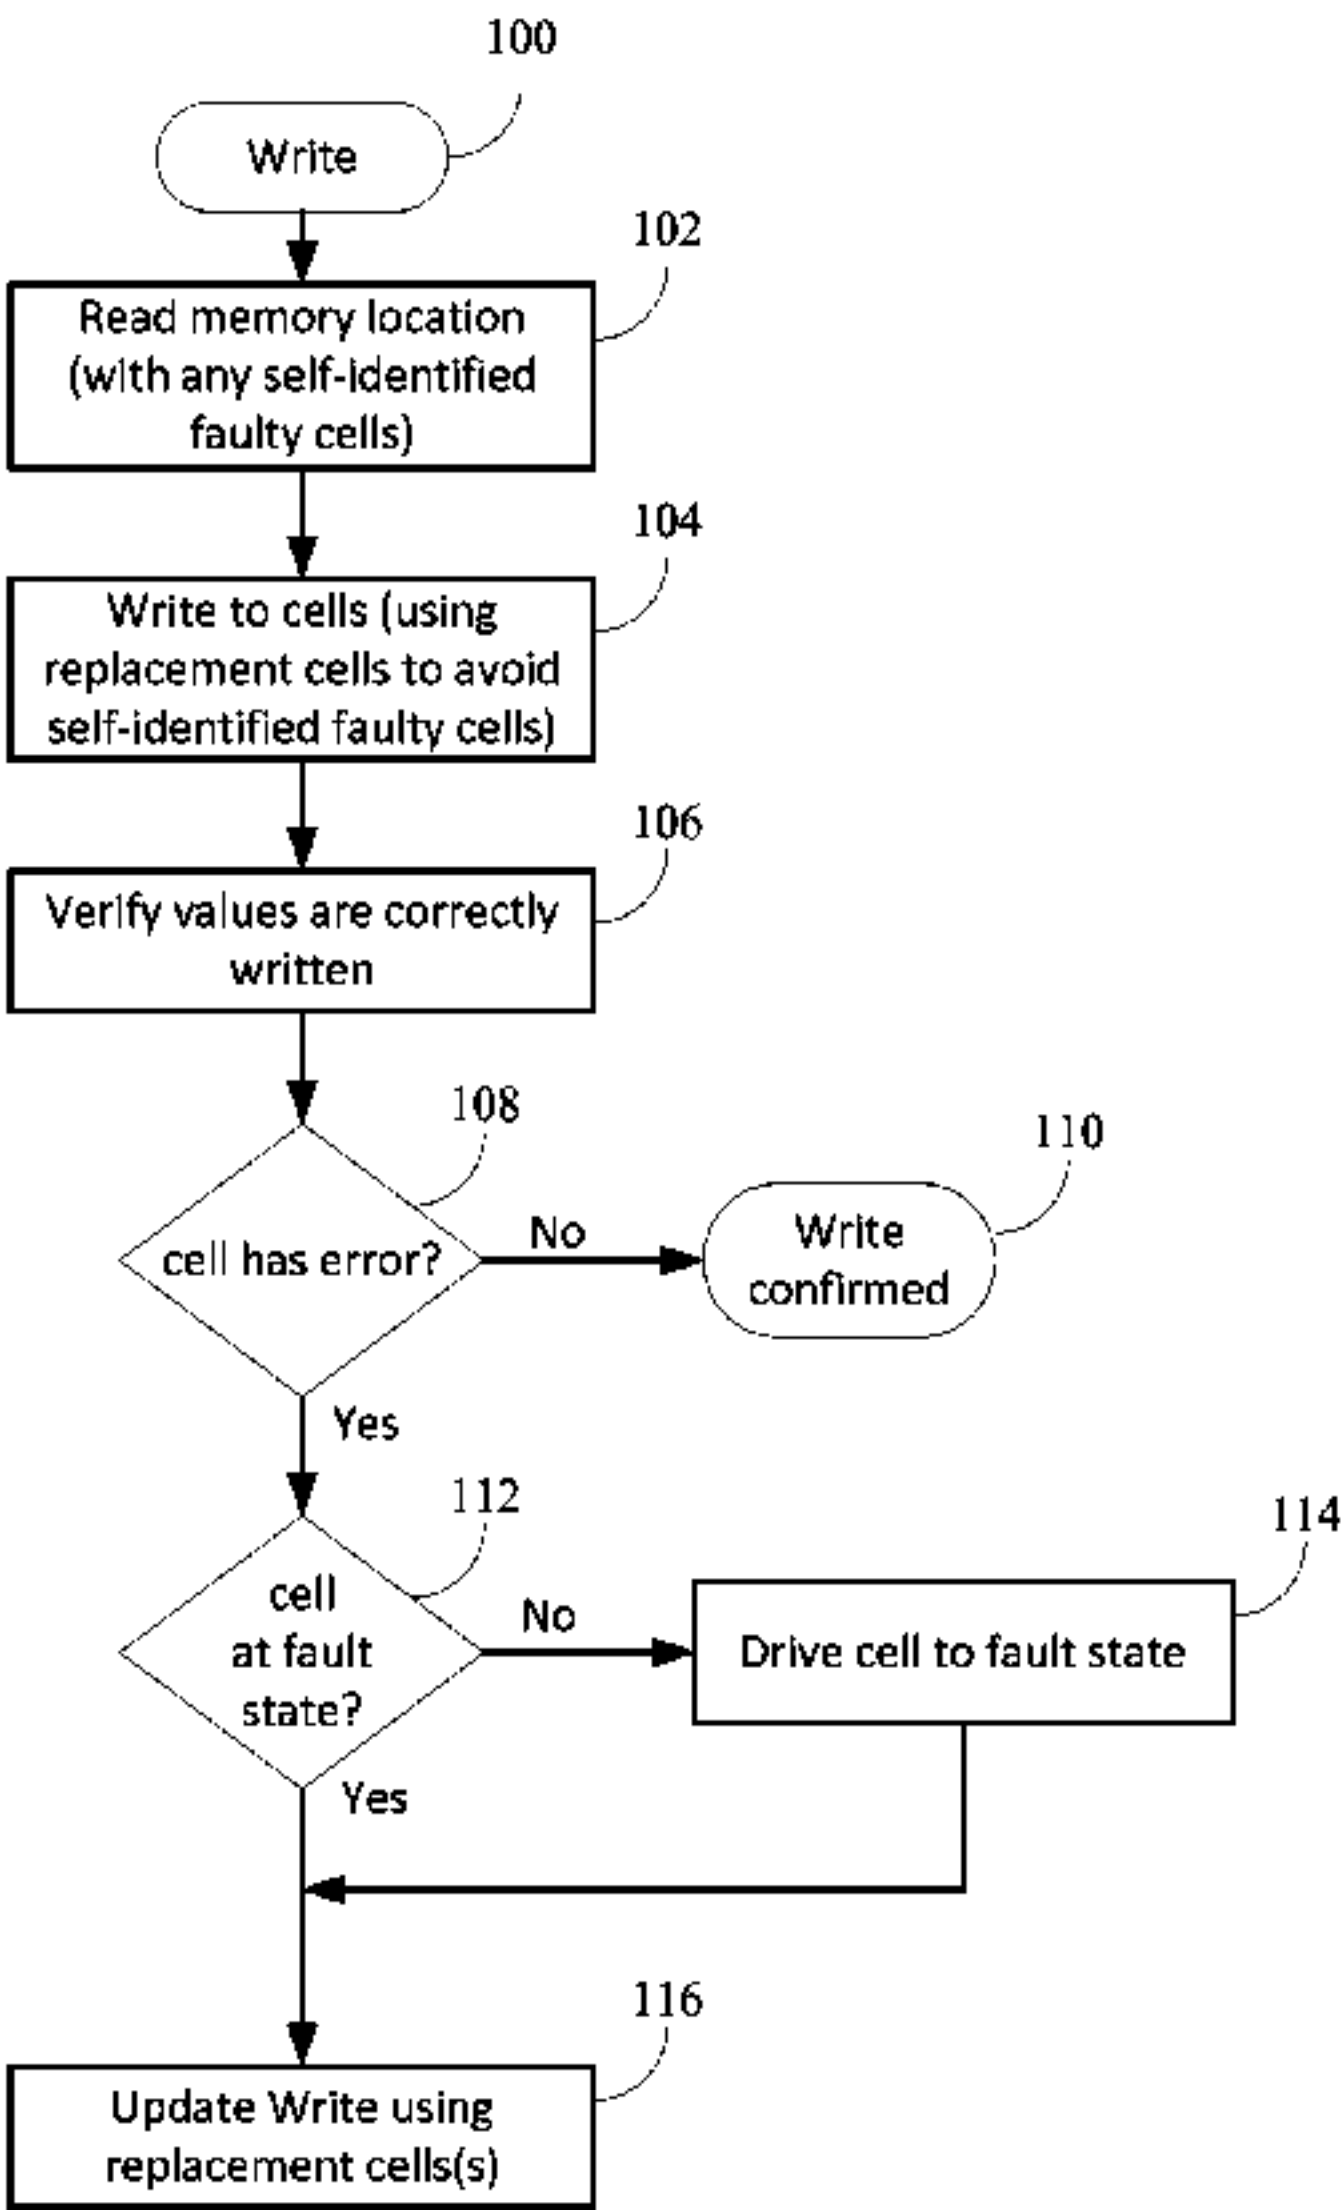 100
Write
102
Read memory location
(with any self-identified
faulty cells)
104
Write to cells (using
replacement cells to avoid
self-identified faulty cells)
106
Verify values are correctly
written
108
110
cell has error?
No
Write
confirmed
Yes
112
114
cell
at fault
state?
No
Drive cell to fault state
Yes
116
Update Write using
replacement cells(s)